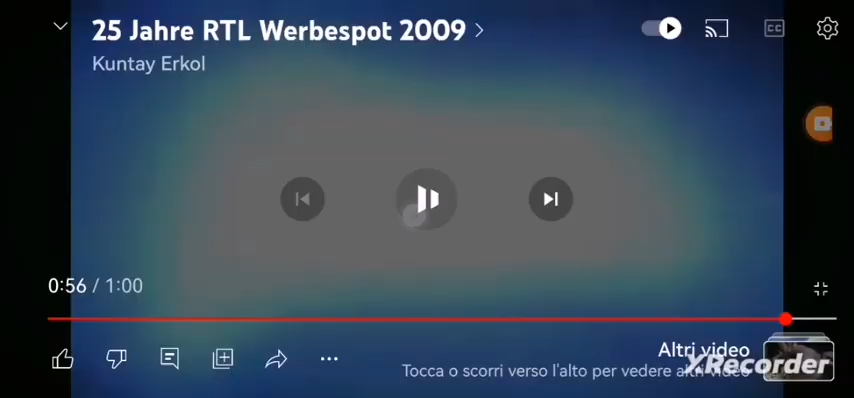 25 Jahre RTL Werbespot 2009
CC
Kuntay Erkol
0:56 / 1:00
Altri video
XRecorder
Tocca o scorri verso l'alto per vedere altri video